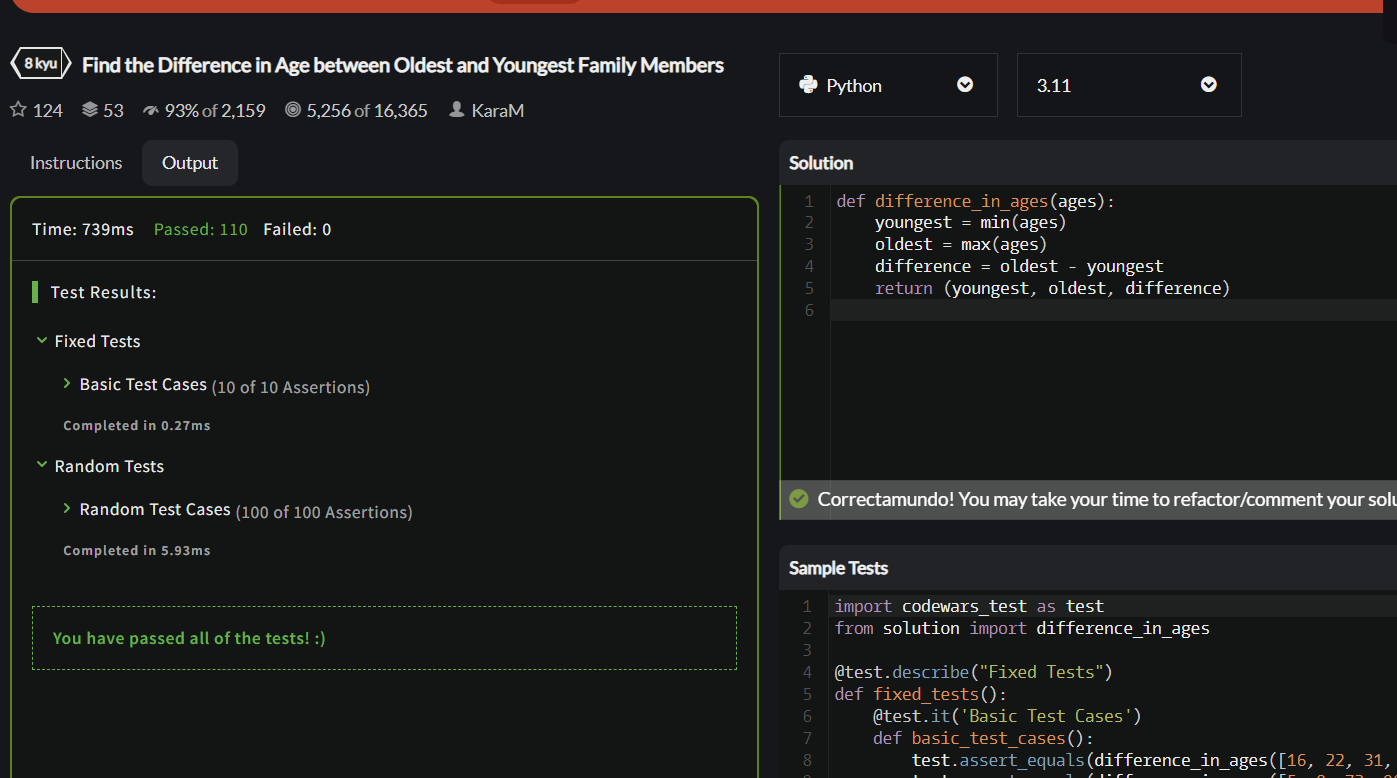 8 kyu Find the Difference in Age between Oldest and Youngest Family Members
124 53 93% of 2,159 5,256 of 16,365 KaraM
Instructions Output
Time: 739ms Passed: 110 Failed: 0
Test Results:
Fixed Tests
Basic Test Cases (10 of 10 Assertions)
Completed in 0.27ms
Random Tests
Random Test Cases (100 of 100 Assertions)
Completed in 5.93ms
You have passed all of the tests! :)
Python 3.11
Solution
1 def difference_in_ages(ages):
2     youngest = min(ages)
3     oldest = max(ages)
4     difference = oldest - youngest
5     return (youngest, oldest, difference)
6
Correctamundo! You may take your time to refactor/comment your solu
Sample Tests
1 import codewars_test as test
2 from solution import difference_in_ages
3
4 @test.describe("Fixed Tests")
5 def fixed_tests():
6     @test.it('Basic Test Cases')
7     def basic_test_cases():
8         test.assert_equals(difference_in_ages([16, 22, 31,